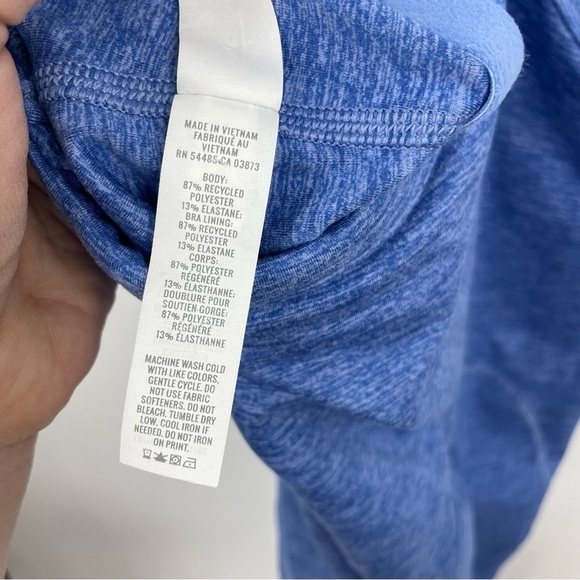 MADE IN VIETNAM
FABRIQUÉ AU
VIETNAM
RN 54485 CA 03873
BODY:
87% RECYCLED
POLYESTER
13% ELASTANE;
BRA LINING:
87% RECYCLED
POLYESTER
13% ELASTANE
CORPS:
87% POLYESTER
RÉGÉNÉRÉ
13% ÉLASTHANNE;
DOUBLURE POUR
SOUTIEN-GORGE:
87% POLYESTER
RÉGÉNÉRÉ
13% ÉLASTHANNE
MACHINE WASH COLD
WITH LIKE COLORS,
GENTLE CYCLE. DO
NOT USE FABRIC
SOFTENERS. DO NOT
BLEACH. TUMBLE DRY
LOW. COOL IRON IF
NEEDED. DO NOT IRON
ON PRINT.